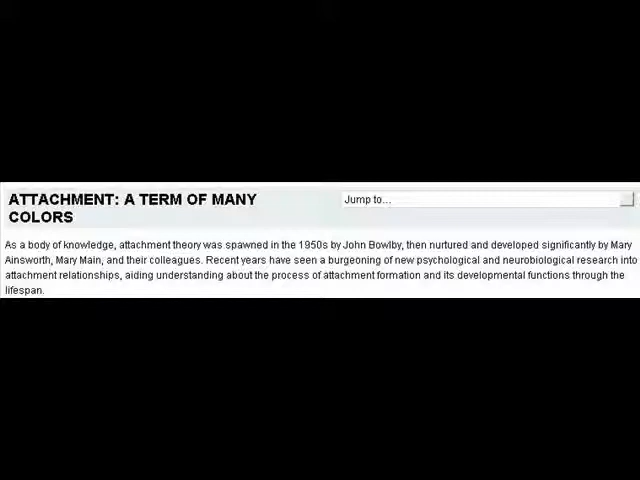 ATTACHMENT: A TERM OF MANY
COLORS
Jump to...
As a body of knowledge, attachment theory was spawned in the 1950s by John Bowlby, then nurtured and developed significantly by Mary
Ainsworth, Mary Main, and their colleagues. Recent years have seen a burgeoning of new psychological and neurobiological research into
attachment relationships, aiding understanding about the process of attachment formation and its developmental functions through the
lifespan.